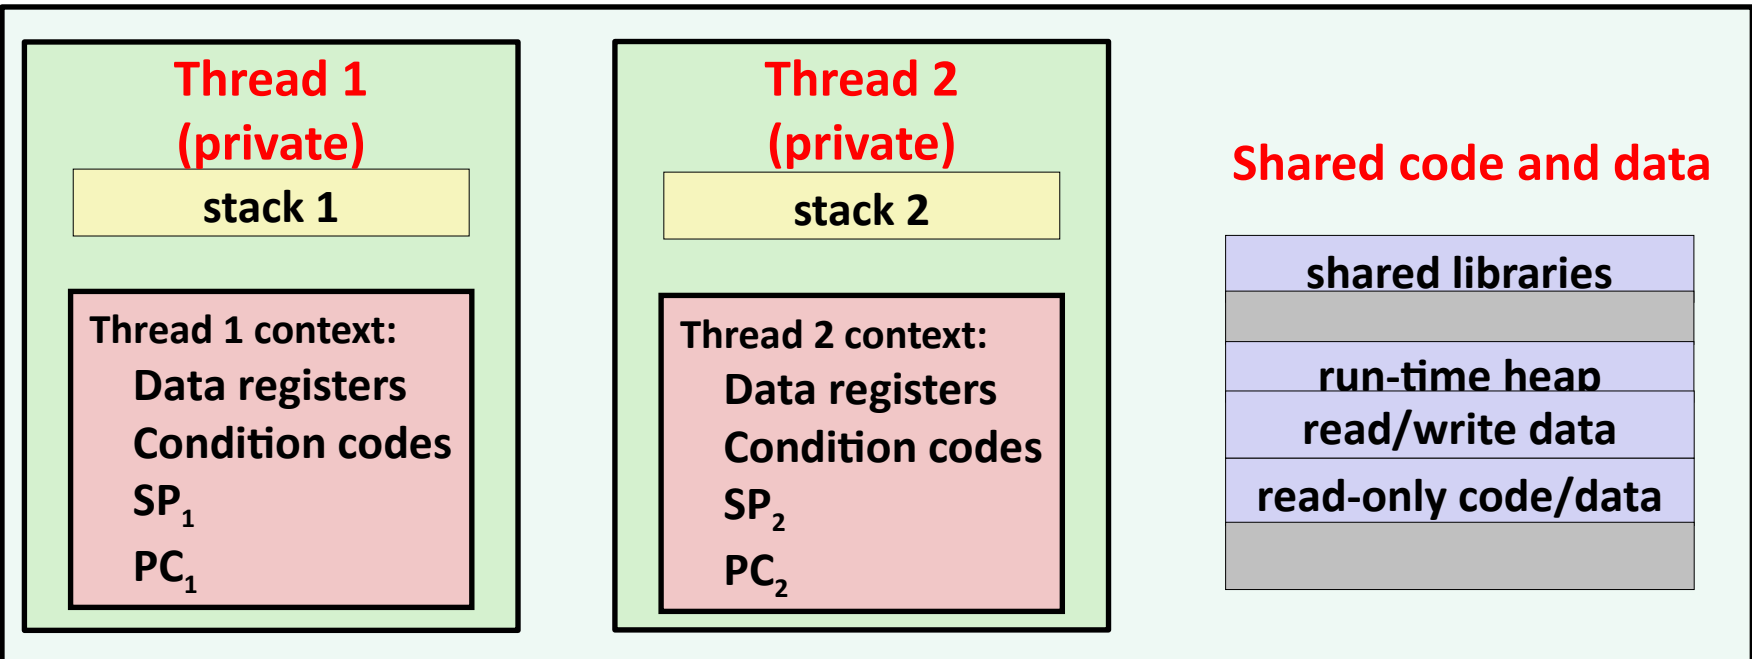 Thread 1
(private)
stack 1
Thread 1 context:
Data registers
Condition codes
SP₁
PC₁
Thread 2
(private)
stack 2
Thread 2 context:
Data registers
Condition codes
SP₂
PC₂
Shared code and data
shared libraries
run-time heap
read/write data
read-only code/data